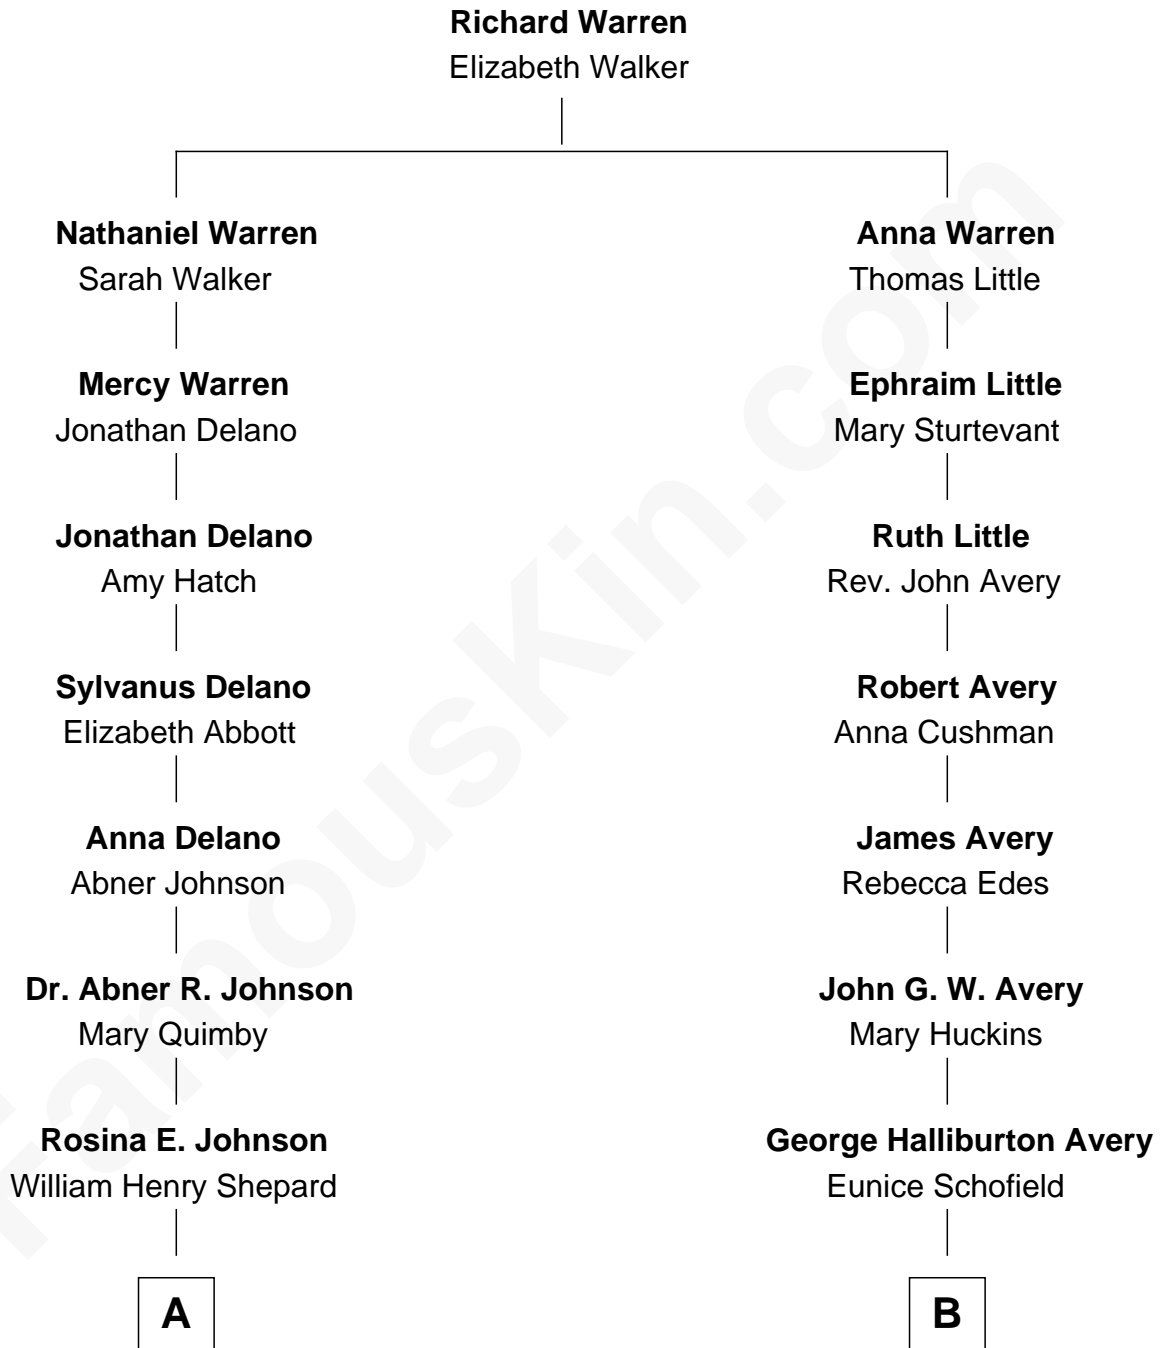 Richard Warren
Elizabeth Walker
Nathaniel Warren
Sarah Walker
Mercy Warren
Jonathan Delano
Jonathan Delano
Amy Hatch
Sylvanus Delano
Elizabeth Abbott
Anna Delano
Abner Johnson
Dr. Abner R. Johnson
Mary Quimby
Rosina E. Johnson
William Henry Shepard
A
Anna Warren
Thomas Little
Ephraim Little
Mary Sturtevant
Ruth Little
Rev. John Avery
Robert Avery
Anna Cushman
James Avery
Rebecca Edes
John G. W. Avery
Mary Huckins
George Halliburton Avery
Eunice Schofield
B
FamousKin.com